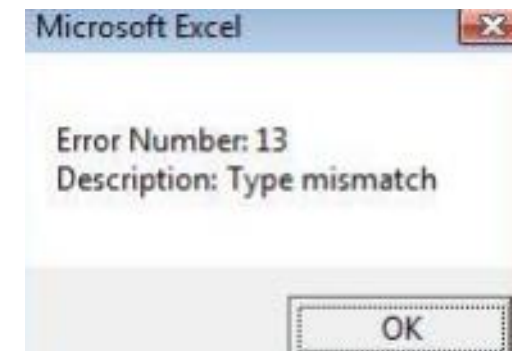 Microsoft Excel
Error Number: 13
Description: Type mismatch
OK